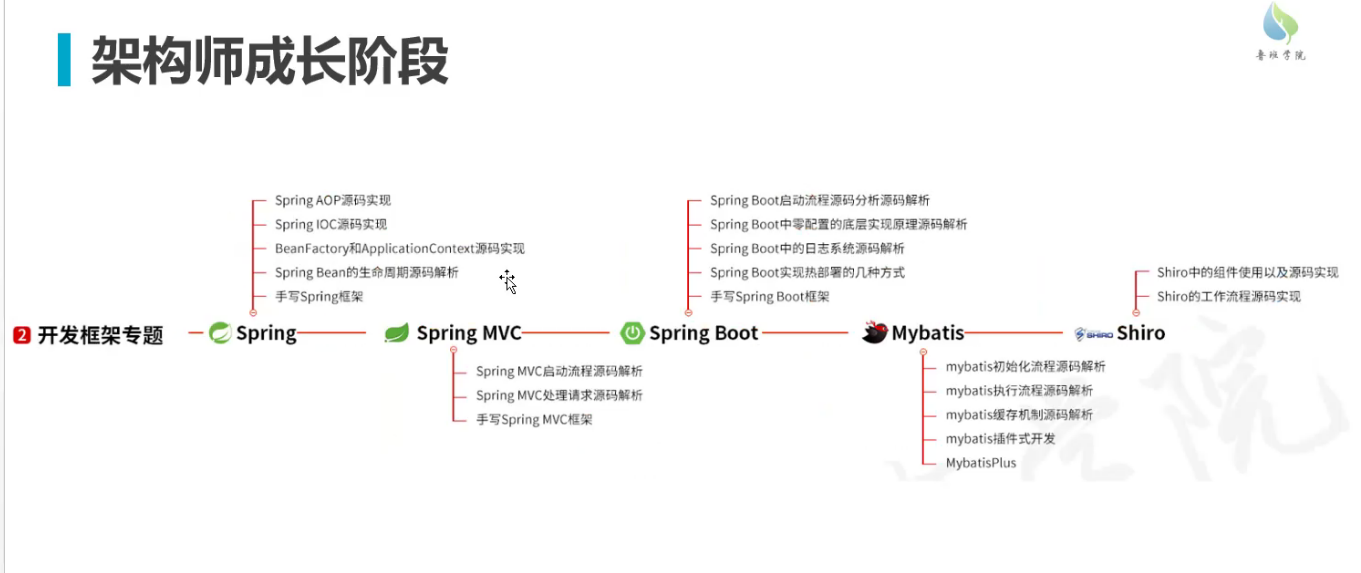 架构师成长阶段
鲁班学院
Spring AOP源码实现
Spring IOC源码实现
BeanFactory和ApplicationContext源码实现
Spring Bean的生命周期源码解析
手写Spring框架
Spring Boot启动流程源码分析源码解析
Spring Boot中零配置的底层实现原理源码解析
Spring Boot中的日志系统源码解析
Spring Boot实现热部署的几种方式
手写Spring Boot框架
Shiro中的组件使用以及源码实现
Shiro的工作流程源码实现
2 开发框架专题 Spring Spring MVC Spring Boot Mybatis SHIRO Shiro
Spring MVC启动流程源码解析
Spring MVC处理请求源码解析
手写Spring MVC框架
mybatis初始化流程源码解析
mybatis执行流程源码解析
mybatis缓存机制源码解析
mybatis插件式开发
MybatisPlus